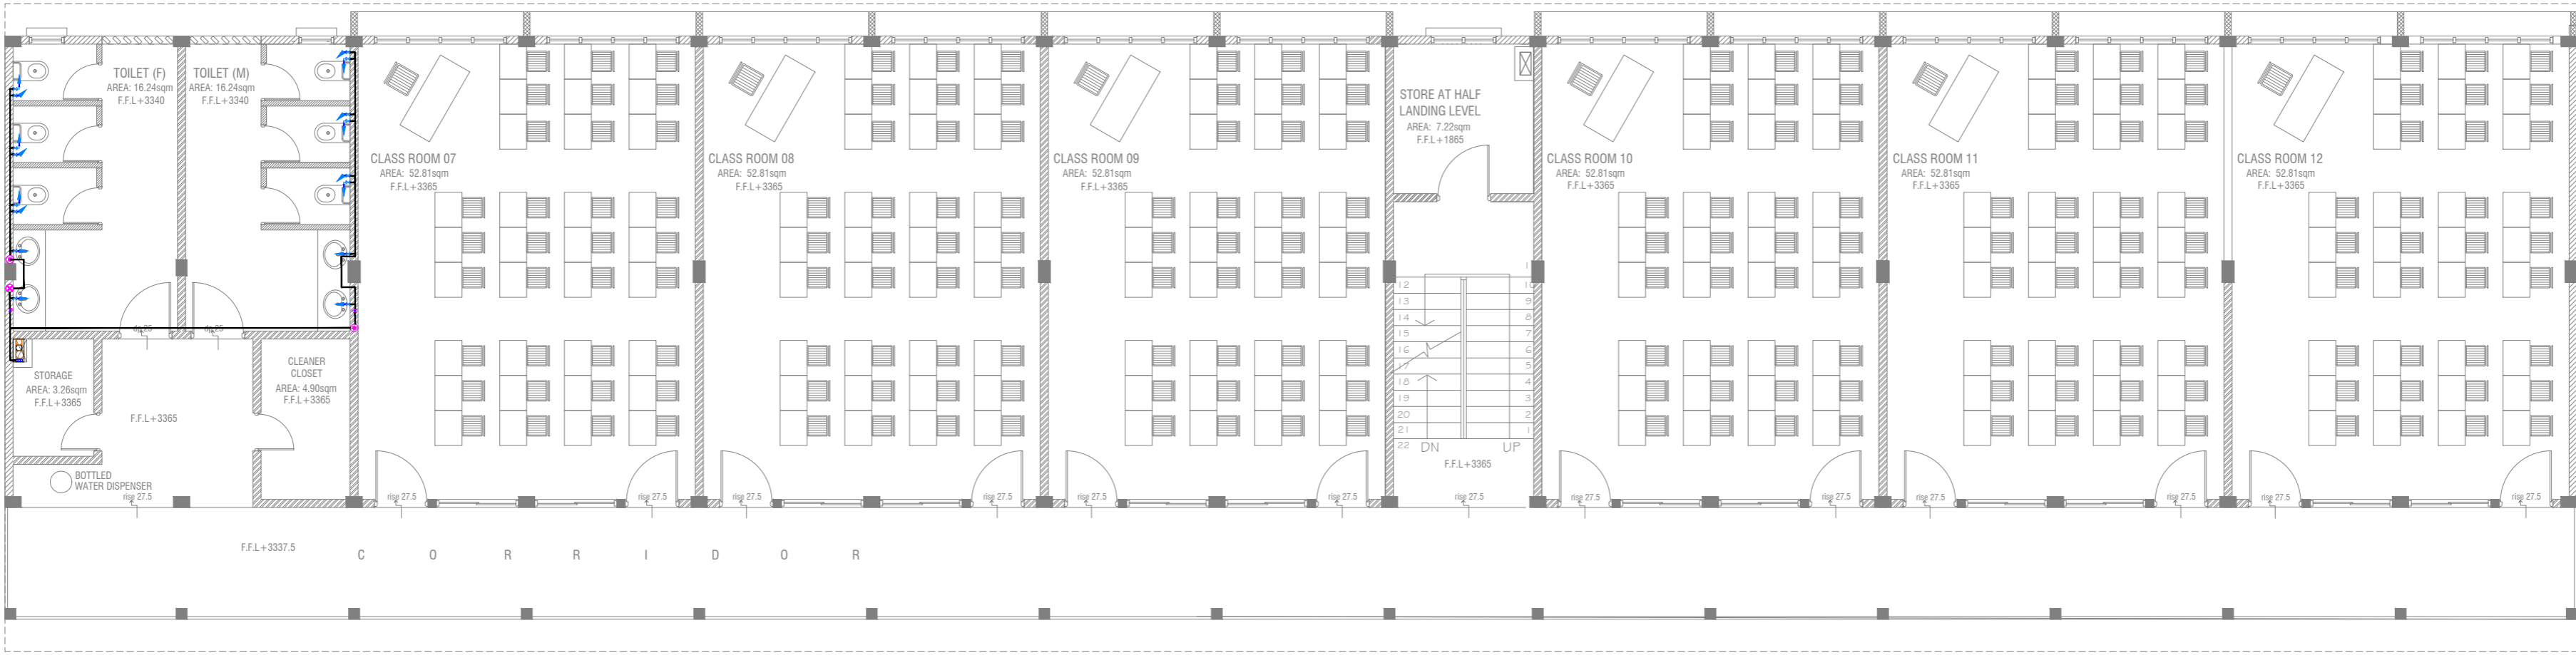 TOILET (F)
AREA: 16.24sqm
F.F.L+3340
TOILET (M)
AREA: 16.24sqm
F.F.L+3340
CLASS ROOM 07
AREA: 52.81sqm
F.F.L+3365
CLASS ROOM 08
AREA: 52.81sqm
F.F.L+3365
CLASS ROOM 09
AREA: 52.81sqm
F.F.L+3365
STORE AT HALF
LANDING LEVEL
AREA: 7.22sqm
F.F.L+1865
CLASS ROOM 10
AREA: 52.81sqm
F.F.L+3365
CLASS ROOM 11
AREA: 52.81sqm
F.F.L+3365
CLASS ROOM 12
AREA: 52.81sqm
F.F.L+3365
dp.25
dp.25
12
13
14
15
16
17
18
19
20
21
22
10
9
8
7
6
5
4
3
2
1
DN
UP
F.F.L+3365
STORAGE
AREA: 3.26sqm
F.F.L+3365
F.F.L+3365
CLEANER
CLOSET
AREA: 4.90sqm
F.F.L+3365
BOTTLED
WATER DISPENSER
rise 27.5
rise 27.5
rise 27.5
rise 27.5
rise 27.5
rise 27.5
rise 27.5
rise 27.5
rise 27.5
rise 27.5
rise 27.5
rise 27.5
rise 27.5
rise 27.5
F.F.L+3337.5
C O R R I D O R